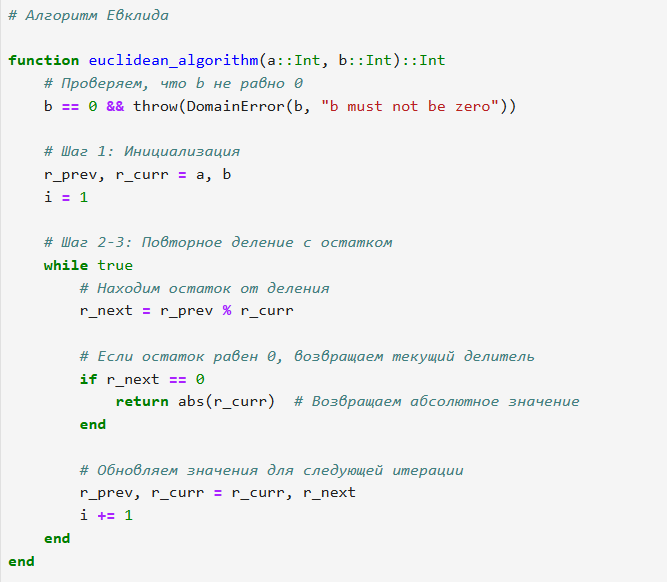 # Алгоритм Евклида
function euclidean_algorithm(a::Int, b::Int)::Int
    # Проверяем, что b не равно 0
    b == 0 && throw(DomainError(b, "b must not be zero"))
    # Шаг 1: Инициализация
    r_prev, r_curr = a, b
    i = 1
    # Шаг 2-3: Повторное деление с остатком
    while true
        # Находим остаток от деления
        r_next = r_prev % r_curr
        # Если остаток равен 0, возвращаем текущий делитель
        if r_next == 0
            return abs(r_curr)  # Возвращаем абсолютное значение
        end
        # Обновляем значения для следующей итерации
        r_prev, r_curr = r_curr, r_next
        i += 1
    end
end